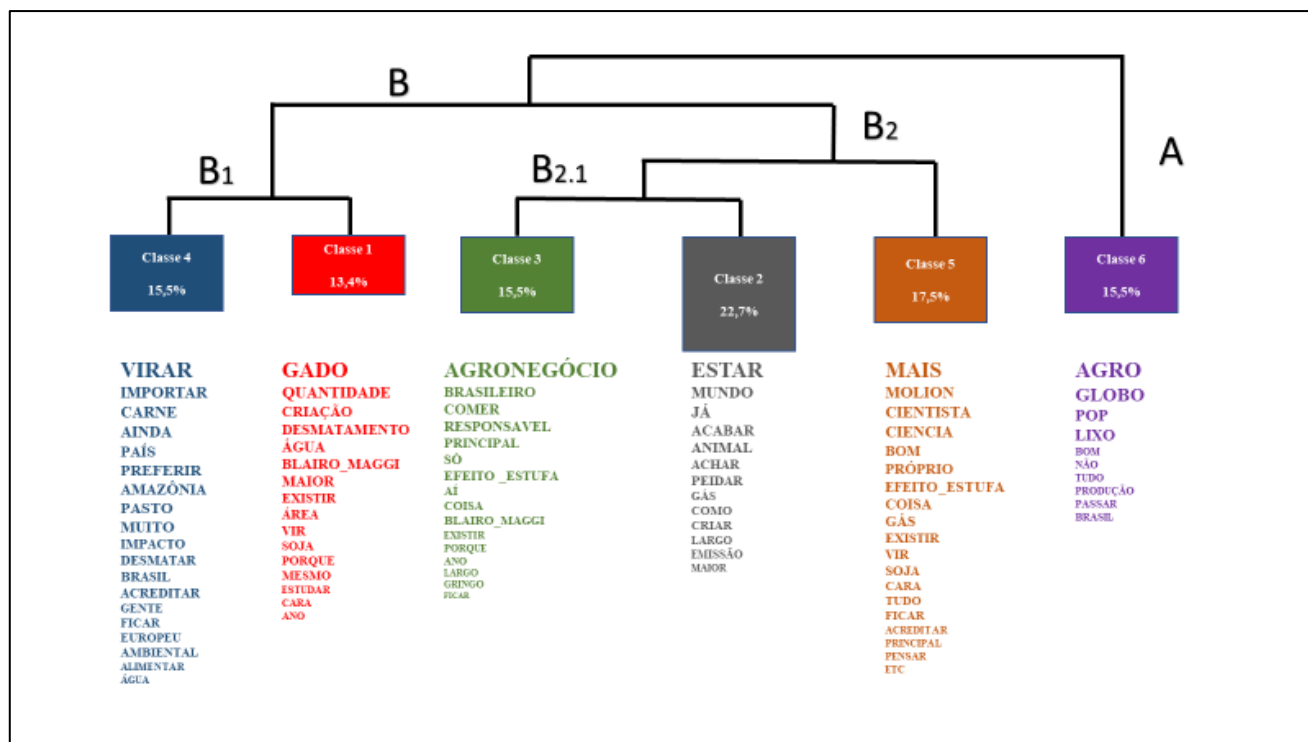 B
B2
A
B1
B2.1
Classe 4
15,5%
Classe 1
13,4%
Classe 3
15,5%
Classe 2
22,7%
Classe 5
17,5%
Classe 6
15,5%
VIRAR
IMPORTAR
CARNE
AINDA
PAÍS
PREFERIR
AMAZÔNIA
PASTO
MUITO
IMPACTO
DESMATAR
BRASIL
ACREDITAR
GENTE
FICAR
EUROPEU
AMBIENTAL
ALIMENTAR
ÁGUA
GADO
QUANTIDADE
CRIAÇÃO
DESMATAMENTO
ÁGUA
BLAIRO_MAGGI
MAIOR
EXISTIR
ÁREA
VIR
SOJA
PORQUE
MESMO
ESTUDAR
CARA
ANO
AGRONEGÓCIO
BRASILEIRO
COMER
RESPONSAVEL
PRINCIPAL
SÓ
EFEITO _ESTUFA
AÍ
COISA
BLAIRO_MAGGI
EXISTIR
PORQUE
ANO
LARGO
GRINGO
FICAR
ESTAR
MUNDO
JÁ
ACABAR
ANIMAL
ACHAR
PEIDAR
GÁS
COMO
CRIAR
LARGO
EMISSÃO
MAIOR
MAIS
MOLION
CIENTISTA
CIENCIA
BOM
PRÓPRIO
EFEITO _ESTUFA
COISA
GÁS
EXISTIR
VIR
SOJA
CARA
TUDO
FICAR
ACREDITAR
PRINCIPAL
PENSAR
ETC
AGRO
GLOBO
POP
LIXO
BOM
NÃO
TUDO
PRODUÇÃO
PASSAR
BRASIL